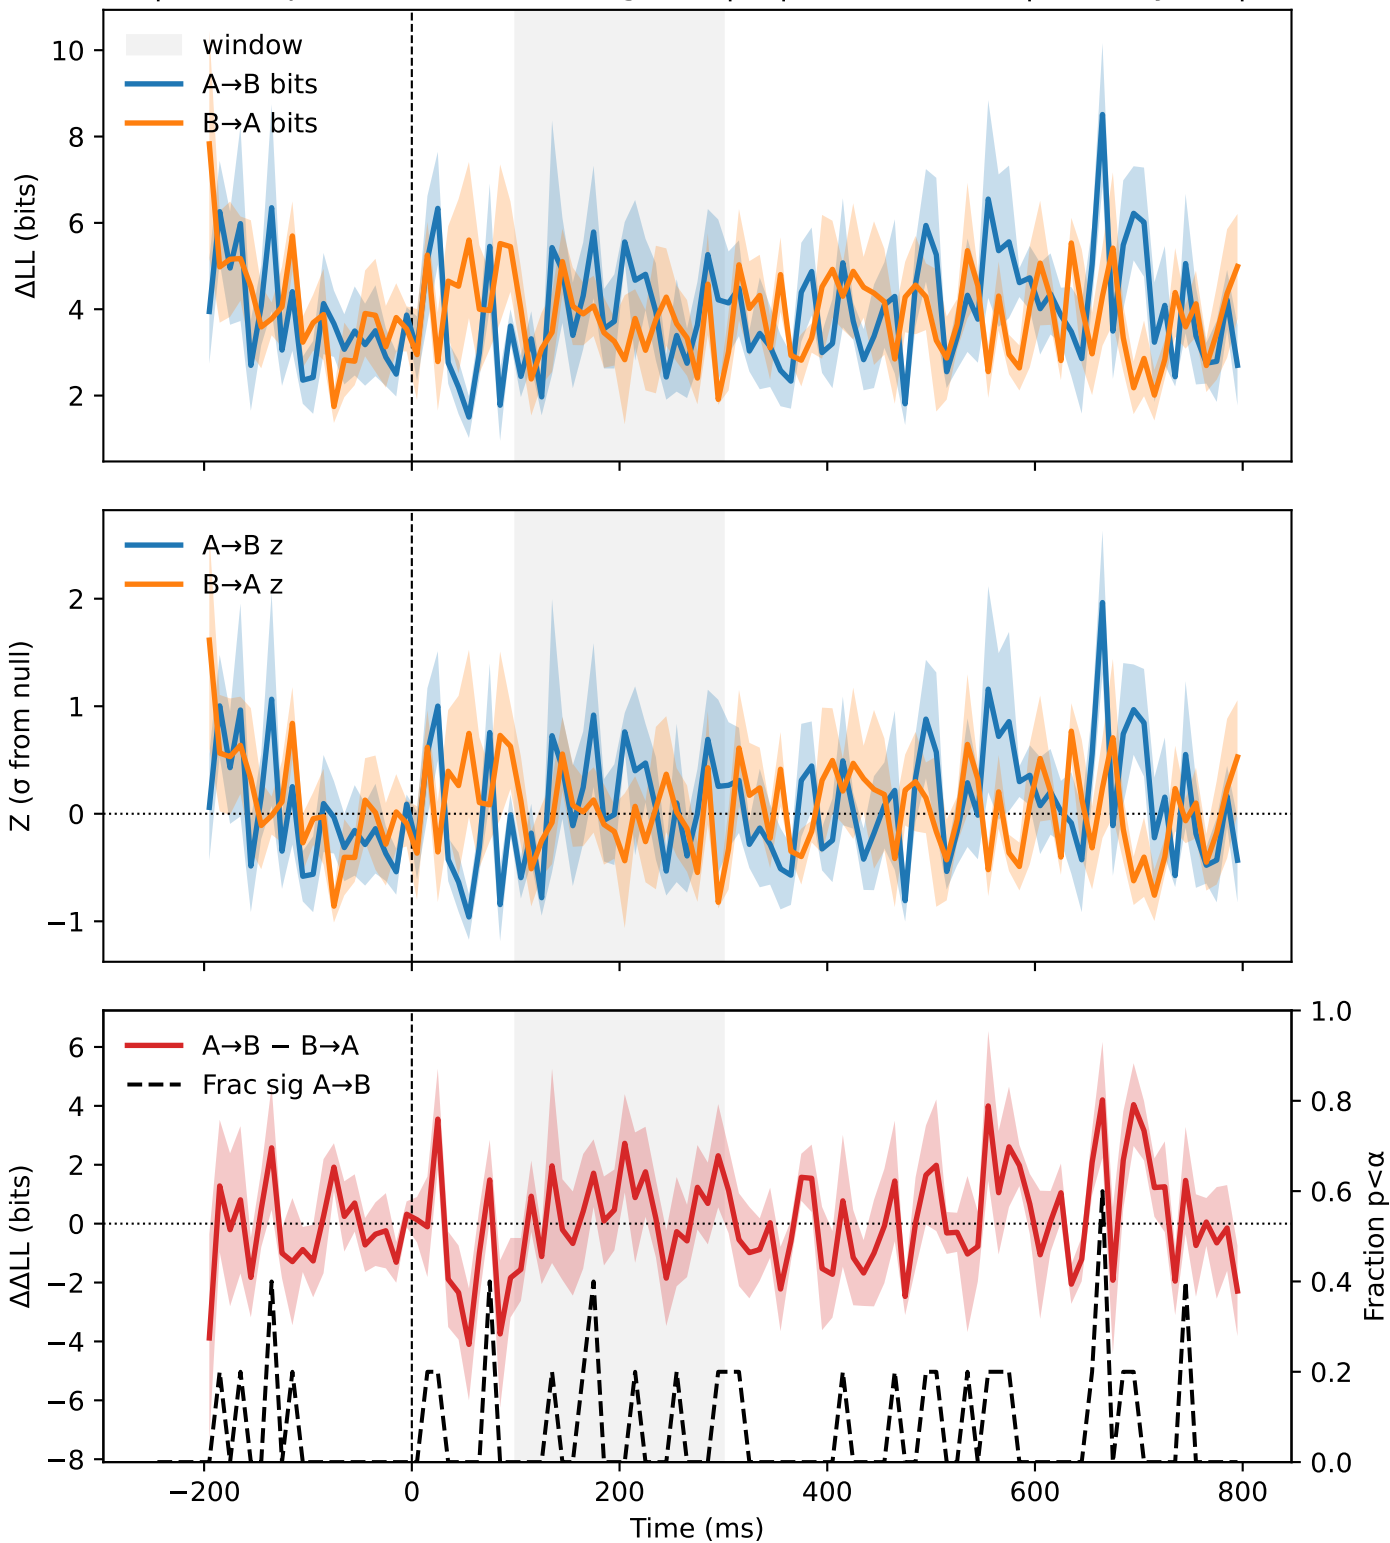 window
A→B bits
B→A bits
ΔLL (bits)
10
8
6
4
2
A→B z
B→A z
Z (σ from null)
2
1
0
−1
A→B − B→A
Frac sig A→B
ΔΔLL (bits)
6
4
2
0
−2
−4
−6
−8
1.0
0.8
0.6
0.4
0.2
0.0
Fraction p<α
−200 0 200 400 600 800
Time (ms)